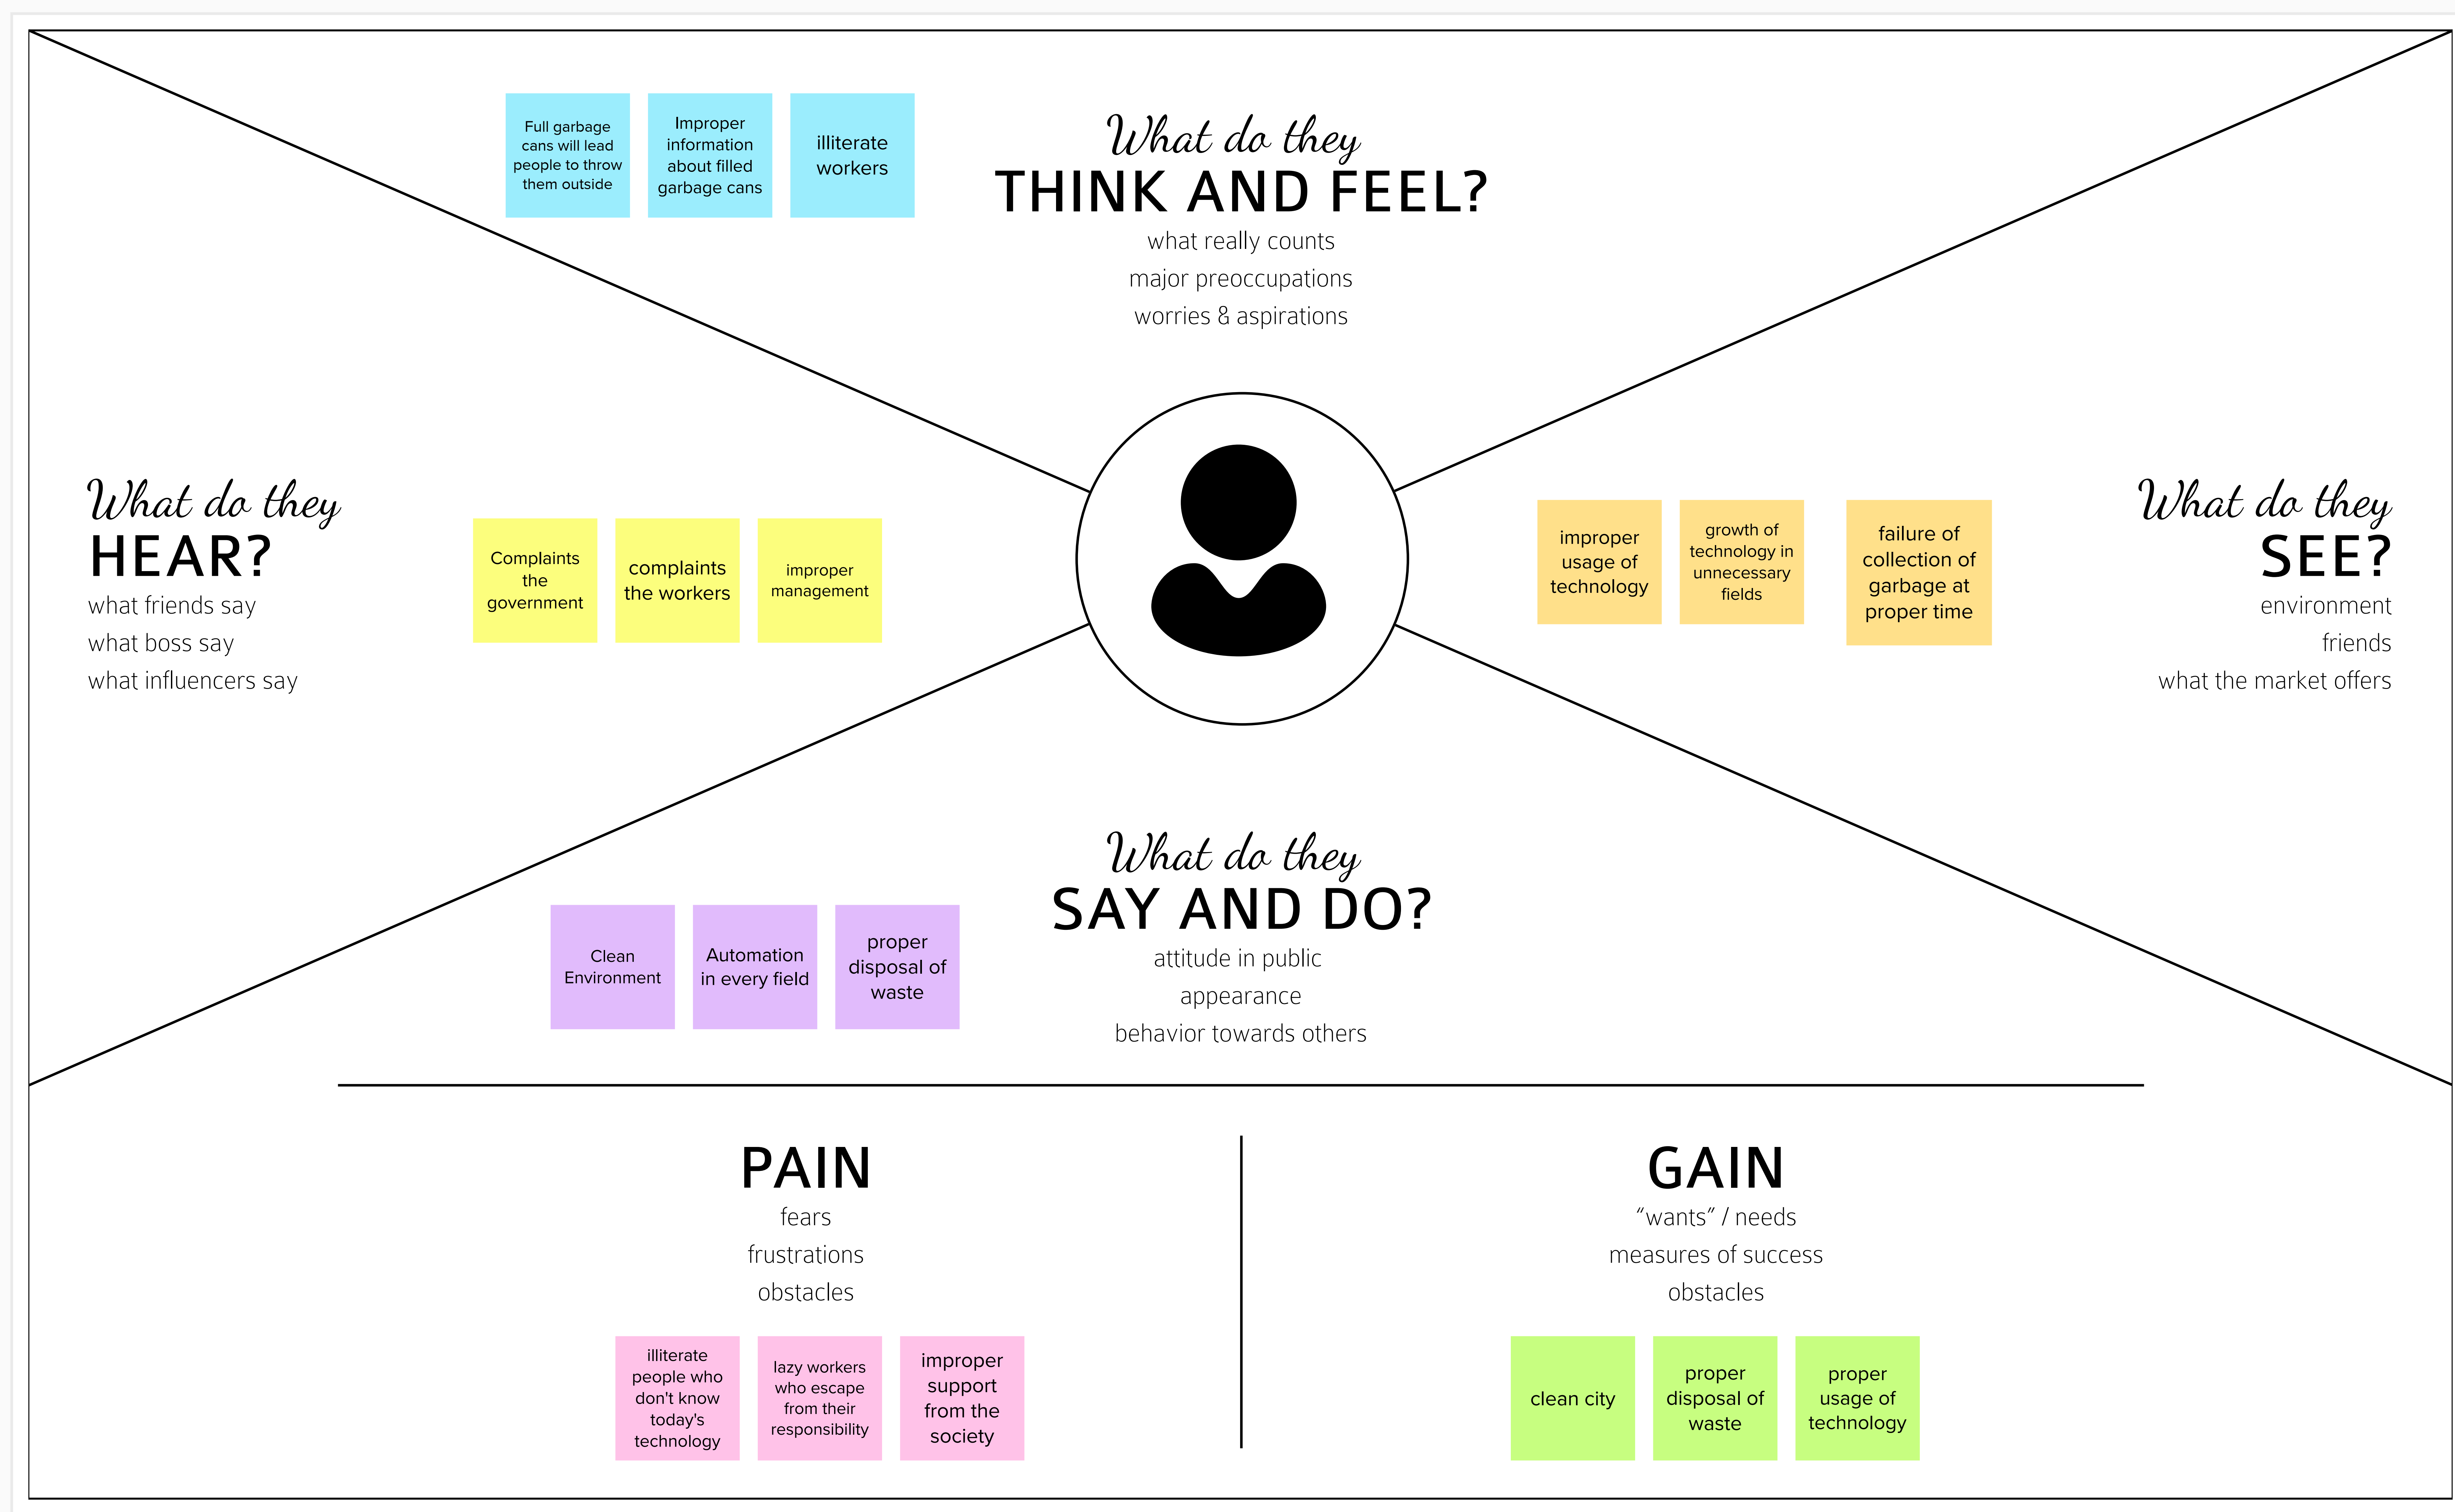 Full garbage
cans will lead
people to throw
them outside
Improper
information
about filled
garbage cans
illiterate
workers
What do they
THINK AND FEEL?
what really counts
major preoccupations
worries & aspirations
What do they
HEAR?
what friends say
what boss say
what influencers say
Complaints
the
government
complaints
the workers
improper
management
improper
usage of
technology
growth of
technology in
unnecessary
fields
failure of
collection of
garbage at
proper time
What do they
SEE?
environment
friends
what the market offers
Clean
Environment
Automation
in every field
proper
disposal of
waste
What do they
SAY AND DO?
attitude in public
appearance
behavior towards others
PAIN
fears
frustrations
obstacles
illiterate
people who
don't know
today's
technology
lazy workers
who escape
from their
responsibility
improper
support
from the
society
GAIN
“wants” / needs
measures of success
obstacles
clean city
proper
disposal of
waste
proper
usage of
technology